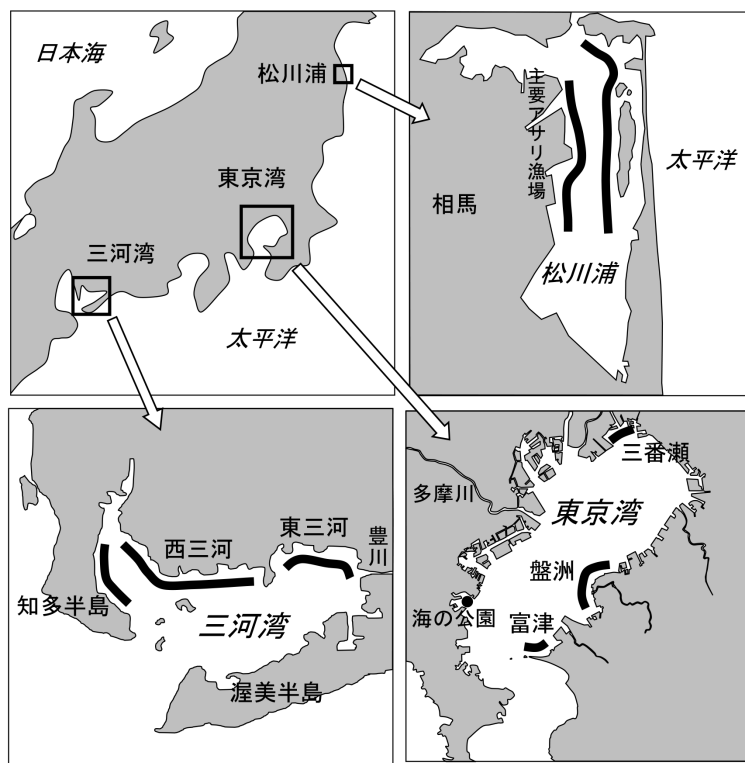 日本海
松川浦
東京湾
三河湾
太平洋
主要アサリ漁場
太平洋
相馬
松川浦
西三河
東三河
豊川
知多半島
三河湾
渥美半島
三番瀬
多摩川
東京湾
盤洲
海の公園
富津